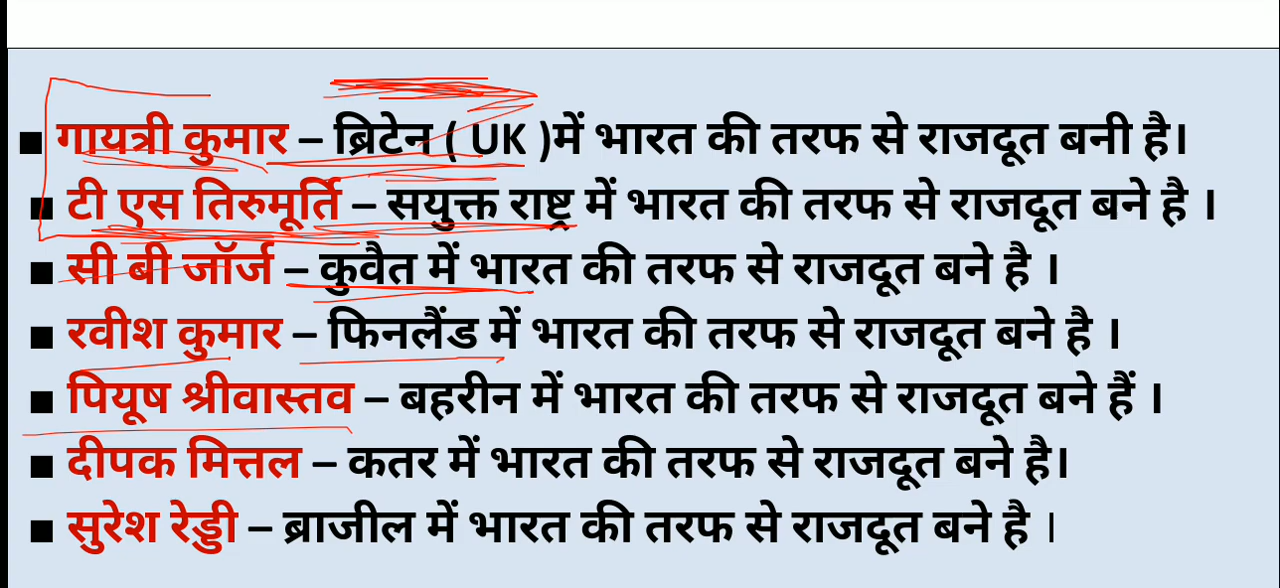 ▪ गायत्री कुमार – ब्रिटेन ( UK )में भारत की तरफ से राजदूत बनी है।
▪ टी एस तिरुमूर्ति – सयुक्त राष्ट्र में भारत की तरफ से राजदूत बने है ।
▪ सी बी जॉर्ज – कुवैत में भारत की तरफ से राजदूत बने है ।
▪ रवीश कुमार – फिनलैंड में भारत की तरफ से राजदूत बने है ।
▪ पियूष श्रीवास्तव – बहरीन में भारत की तरफ से राजदूत बने हैं ।
▪ दीपक मित्तल – कतर में भारत की तरफ से राजदूत बने है।
▪ सुरेश रेड्डी – ब्राजील में भारत की तरफ से राजदूत बने है ।